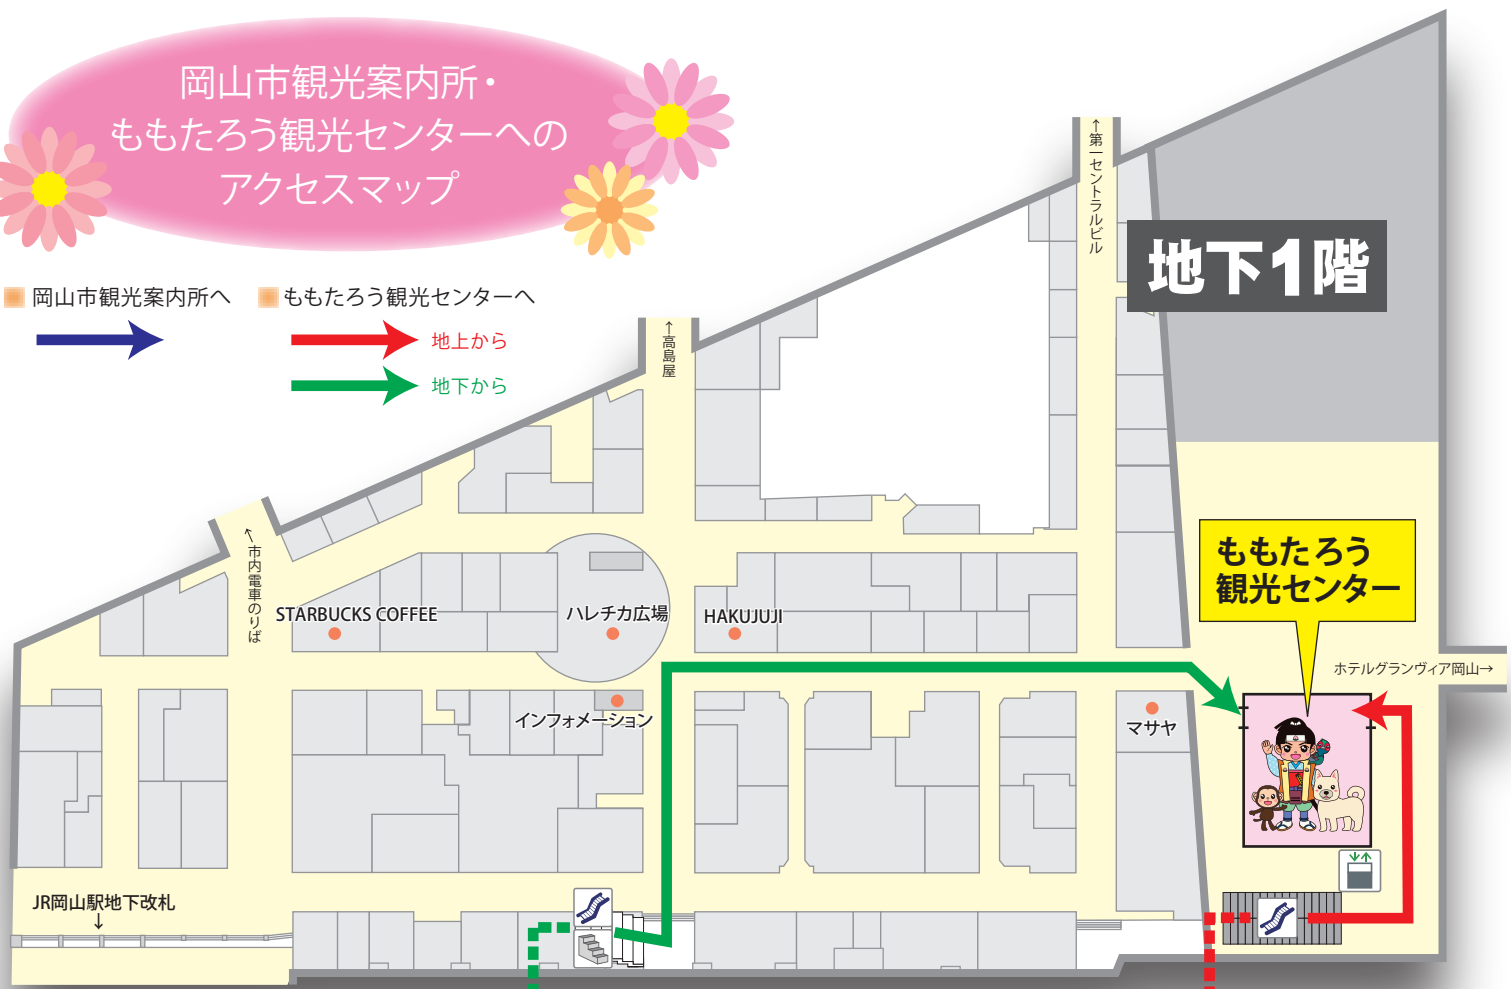 岡山市観光案内所・
ももたろう観光センターへの
アクセスマップ
岡山市観光案内所へ
ももたろう観光センターへ
地上から
地下から
↑第一セントラルビル
地下1階
↑高島屋
↑市内電車のりば
STARBUCKS COFFEE
ハレチカ広場
HAKUJUJI
ももたろう
観光センター
ホテルグランヴィア岡山→
インフォメーション
マサヤ
JR岡山駅地下改札
↓